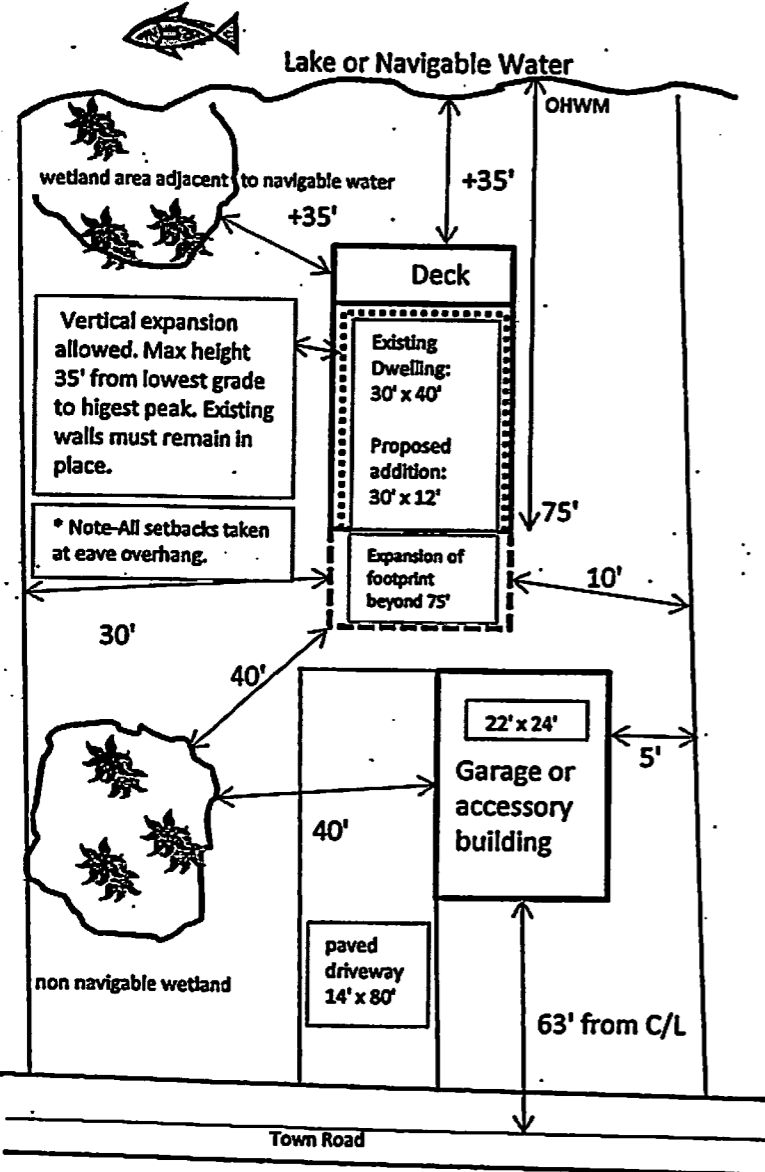 Lake or Navigable Water
OHWM
wetland area adjacent to navigable water
+35'
+35'
Deck
Vertical expansion
allowed. Max height
35' from lowest grade
to higest peak. Existing
walls must remain in
place.
Existing
Dwelling:
30' x 40'
Proposed
addition:
30' x 12'
75'
* Note-All setbacks taken
at eave overhang.
Expansion of
footprint
beyond 75'
10'
30'
40'
22' x 24'
5'
Garage or
accessory
building
40'
paved
driveway
14' x 80'
non navigable wetland
63' from C/L
Town Road